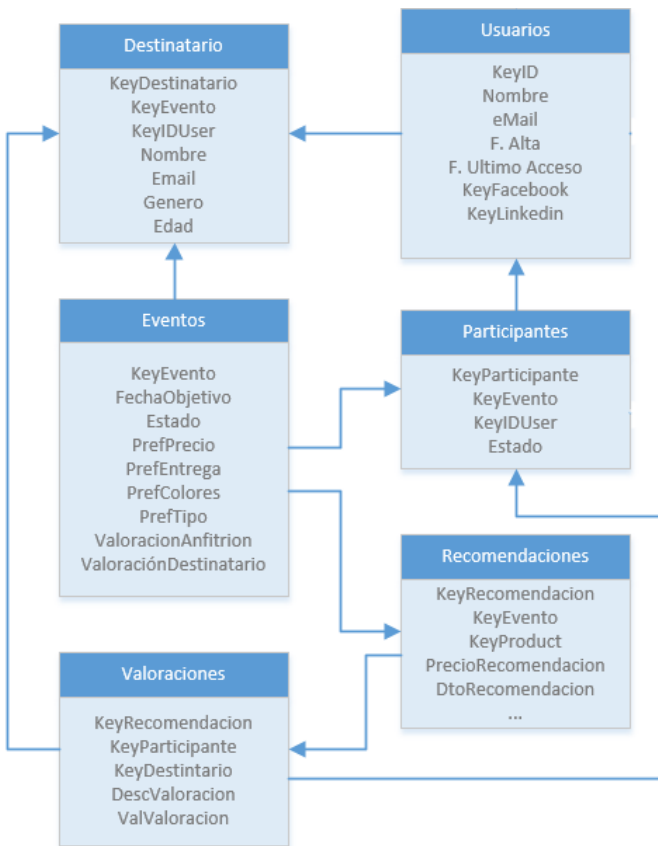 Destinatario
KeyDestinatario
KeyEvento
KeyIDUser
Nombre
Email
Genero
Edad
Usuarios
KeyID
Nombre
eMail
F. Alta
F. Ultimo Acceso
KeyFacebook
KeyLinkedin
Eventos
KeyEvento
FechaObjetivo
Estado
PrefPrecio
PrefEntrega
PrefColores
PrefTipo
ValoracionAnfitrion
ValoraciónDestinatario
Participantes
KeyParticipante
KeyEvento
KeyIDUser
Estado
Recomendaciones
KeyRecomendacion
KeyEvento
KeyProduct
PrecioRecomendacion
DtoRecomendacion
...
Valoraciones
KeyRecomendacion
KeyParticipante
KeyDestintario
DescValoracion
ValValoracion